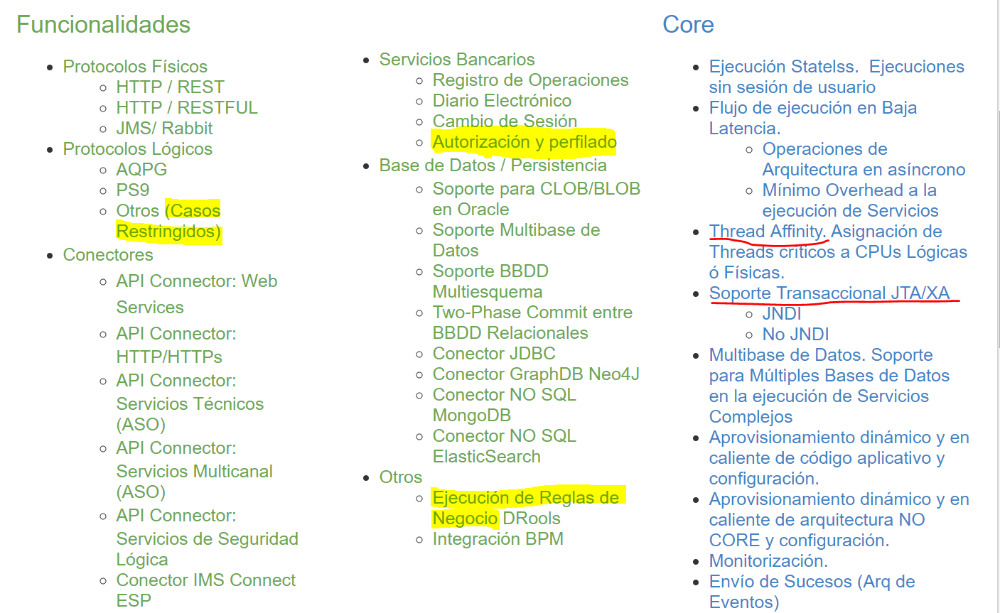 Funcionalidades
Protocolos Físicos
HTTP / REST
HTTP / RESTFUL
JMS/ Rabbit
Protocolos Lógicos
AQPG
PS9
Otros (Casos
Restringidos)
Conectores
API Connector: Web
Services
API Connector:
HTTP/HTTPs
API Connector:
Servicios Técnicos
(ASO)
API Connector:
Servicios Multicanal
(ASO)
API Connector:
Servicios de Seguridad
Lógica
Conector IMS Connect
ESP
Servicios Bancarios
Registro de Operaciones
Diario Electrónico
Cambio de Sesión
Autorización y perfilado
Base de Datos / Persistencia
Soporte para CLOB/BLOB
en Oracle
Soporte Multibase de
Datos
Soporte BBDD
Multiesquema
Two-Phase Commit entre
BBDD Relacionales
Conector JDBC
Conector GraphDB Neo4J
Conector NO SQL
MongoDB
Conector NO SQL
ElasticSearch
Otros
Ejecución de Reglas de
Negocio DRools
Integración BPM
Core
Ejecución Statelss.  Ejecuciones
sin sesión de usuario
Flujo de ejecución en Baja
Latencia.
Operaciones de
Arquitectura en asíncrono
Mínimo Overhead a la
ejecución de Servicios
Thread Affinity. Asignación de
Threads críticos a CPUs Lógicas
ó Físicas.
Soporte Transaccional JTA/XA
JNDI
No JNDI
Multibase de Datos. Soporte
para Múltiples Bases de Datos
en la ejecución de Servicios
Complejos
Aprovisionamiento dinámico y en
caliente de código aplicativo y
configuración.
Aprovisionamiento dinámico y en
caliente de arquitectura NO
CORE y configuración.
Monitorización.
Envío de Sucesos (Arq de
Eventos)